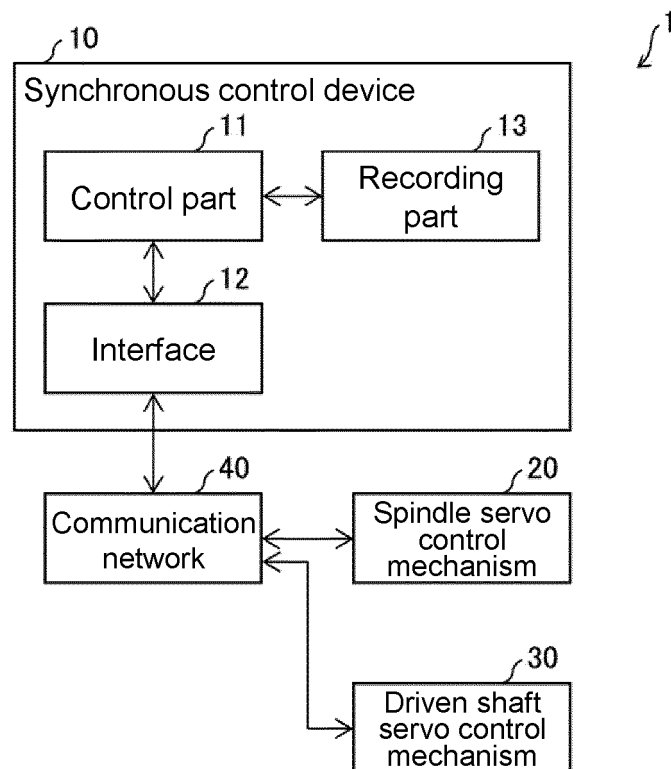 1
10
Synchronous control device
11
13
Control part
Recording
part
12
Interface
40
20
Communication
network
Spindle servo
control
mechanism
30
Driven shaft
servo control
mechanism